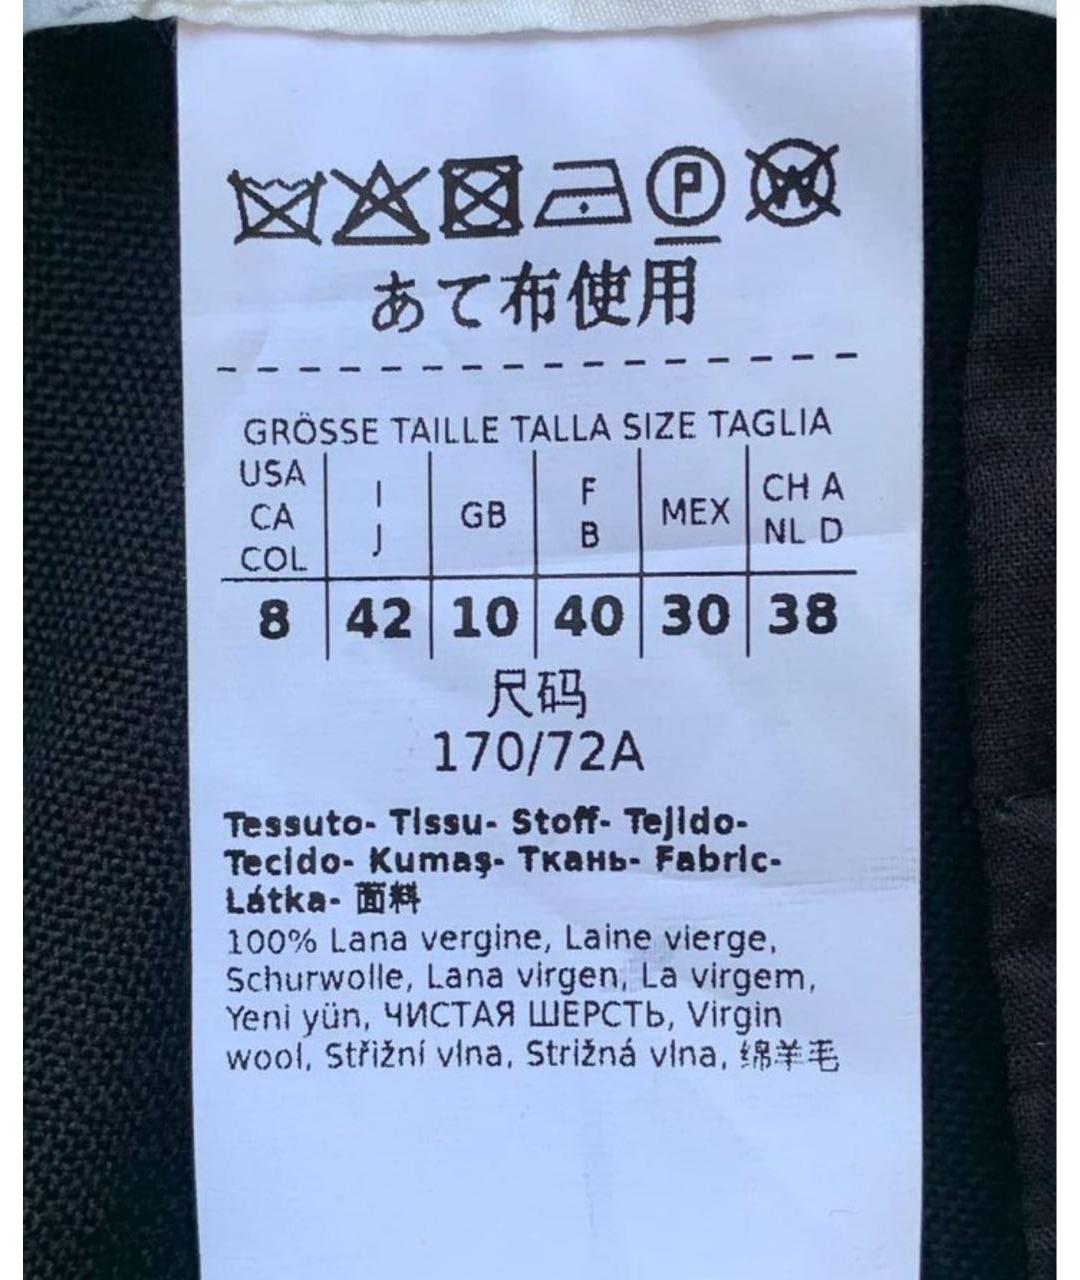 P W
あて布使用
GRÖSSE TAILLE TALLA SIZE TAGLIA
USA CA COL | I J | GB | F B | MEX | CH A NL D
8 | 42 | 10 | 40 | 30 | 38
尺码
170/72A
Tessuto- Tissu- Stoff- Tejido-
Tecido- Kumaş- Ткань- Fabric-
Látka- 面料
100% Lana vergine, Laine vierge,
Schurwolle, Lana virgen, La virgem,
Yeni yün, ЧИСТАЯ ШЕРСТЬ, Virgin
wool, Střižní vlna, Strižná vlna, 绵羊毛